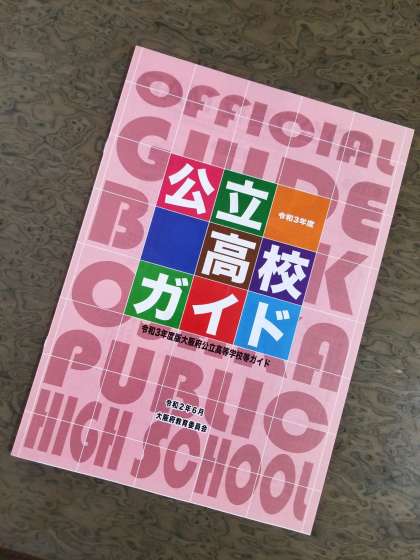 OFFICIAL
GUIDE
公立
令和3年度
B K
高校
O A
ガイド
令和3年度版大阪府公立高等学校等ガイド
PUBLIC
令和2年6月
大阪府教育委員会
HIGH SCHOOL